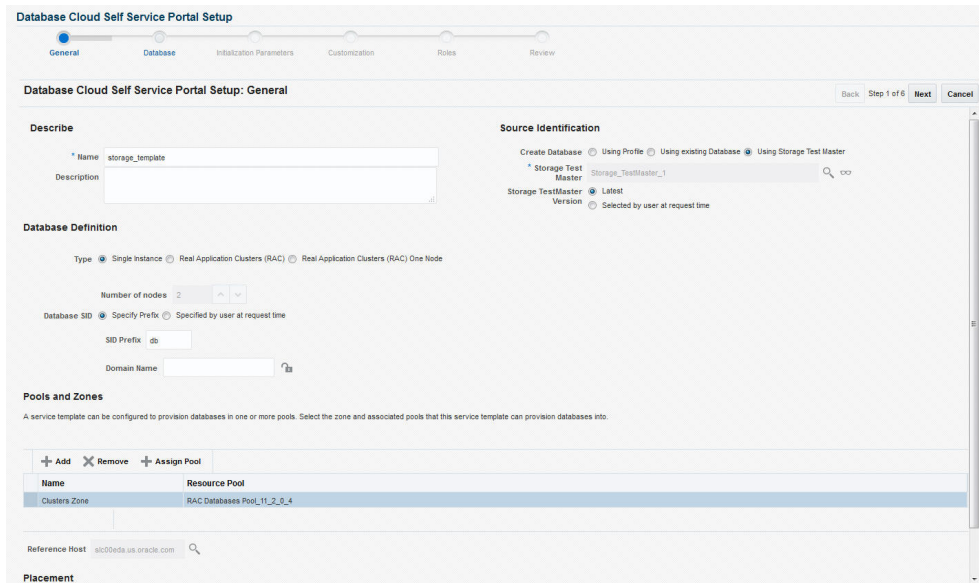 Database Cloud Self Service Portal Setup
General Database Initialization Parameters Customization Roles Review
Database Cloud Self Service Portal Setup: General
Back Step 1 of 6 Next Cancel
Describe
* Name storage_template
Description
Source Identification
Create Database Using Profile Using existing Database Using Storage Test Master
* Storage Test Master Storage_TestMaster_1
Storage TestMaster Version Latest
Selected by user at request time
Database Definition
Type Single Instance Real Application Clusters (RAC) Real Application Clusters (RAC) One Node
Number of nodes 2
Database SID Specify Prefix Specified by user at request time
SID Prefix db
Domain Name
Pools and Zones
A service template can be configured to provision databases in one or more pools. Select the zone and associated pools that this service template can provision databases into.
Add Remove Assign Pool
Name Resource Pool
Clusters Zone RAC Databases Pool_11_2_0_4
Reference Host slc00eda.us.oracle.com
Placement